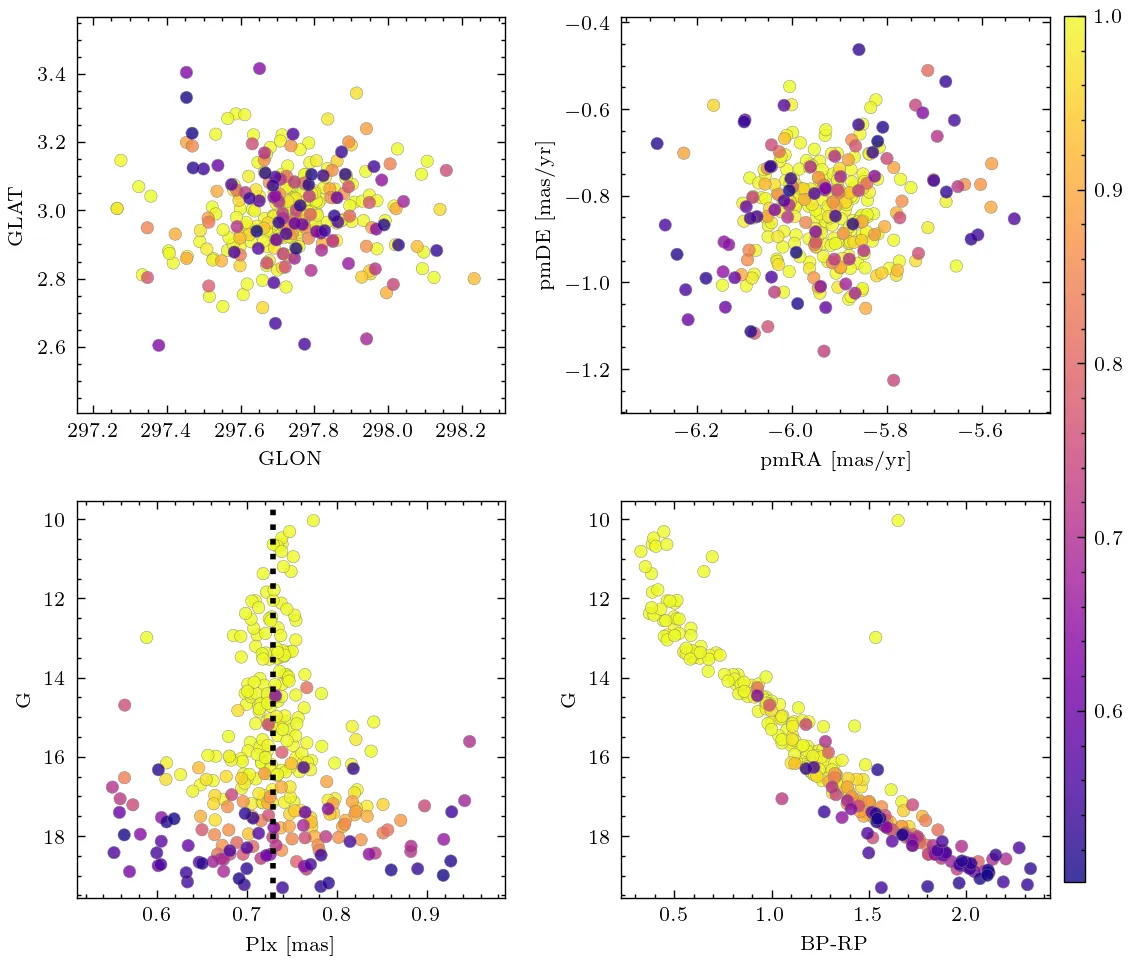 3.4
3.2
3.0
2.8
2.6
GLAT
297.2 297.4 297.6 297.8 298.0 298.2
GLON
−0.4
−0.6
−0.8
−1.0
−1.2
pmDE [mas/yr]
−6.2 −6.0 −5.8 −5.6
pmRA [mas/yr]
10
12
14
16
18
G
0.6 0.7 0.8 0.9
Plx [mas]
10
12
14
16
18
G
0.5 1.0 1.5 2.0
BP-RP
1.0
0.9
0.8
0.7
0.6